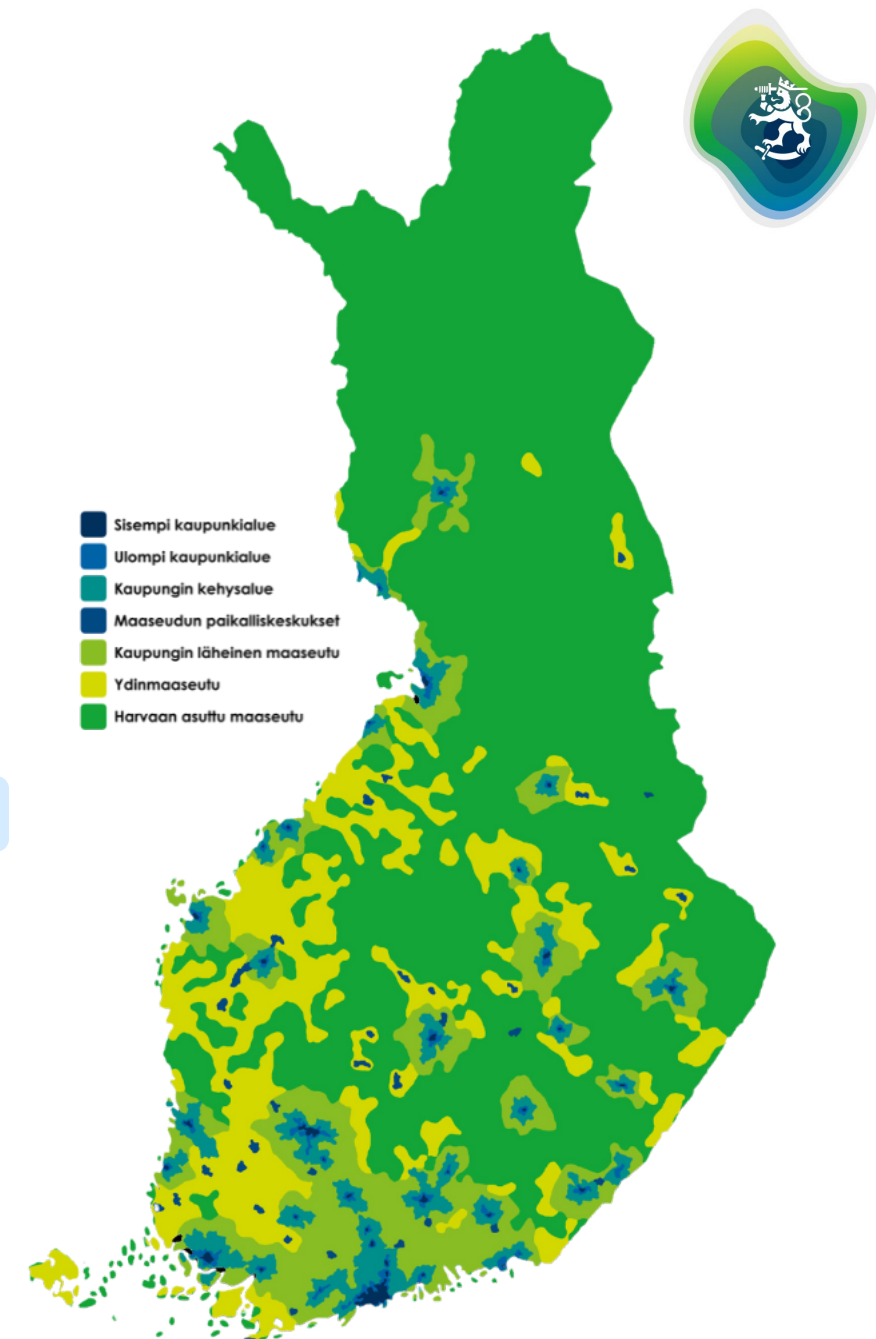 Sisempi kaupunkialue
Ulompi kaupunkialue
Kaupungin kehysalue
Maaseudun paikalliskeskukset
Kaupungin läheinen maaseutu
Ydinmaaseutu
Harvaan asuttu maaseutu